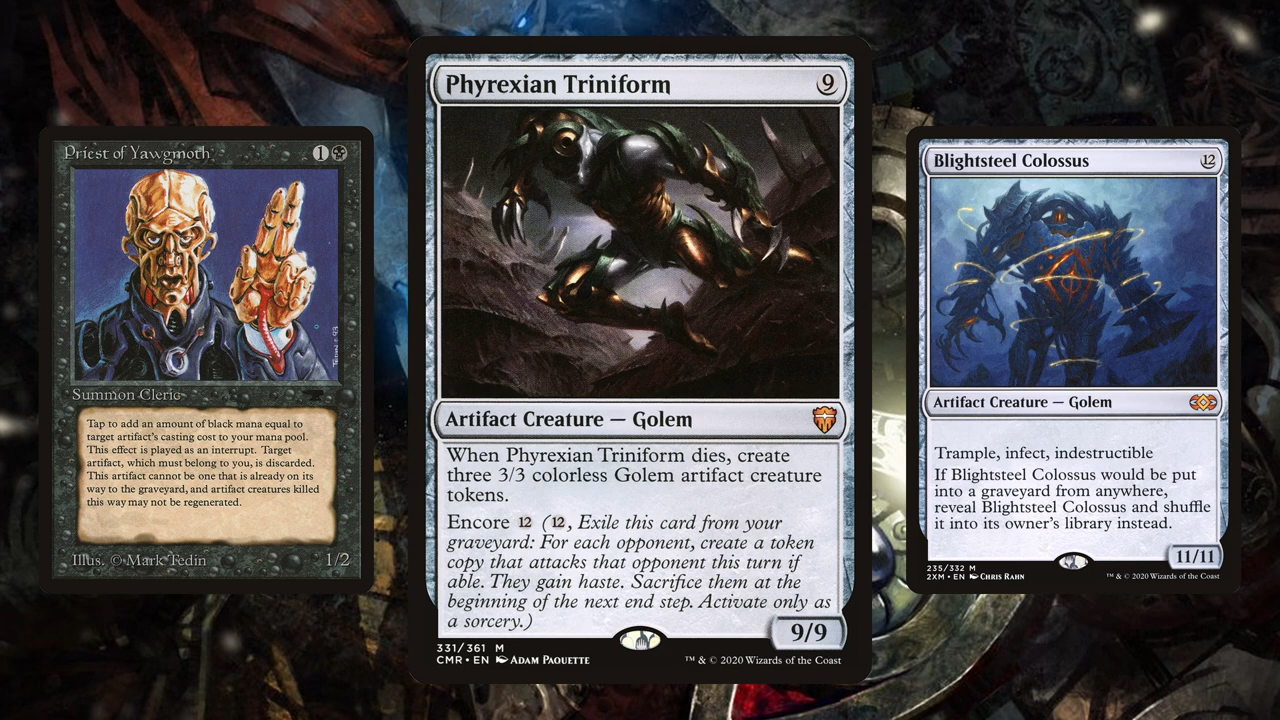 Priest of Yawgmoth 1
Summon Cleric
Tap to add an amount of black mana equal to
target artifact's casting cost to your mana pool.
This effect is played as an interrupt. Target
artifact, which must belong to you, is discarded.
This artifact cannot be one that is already on its
way to the graveyard, and artifact creatures killed
this way may not be regenerated.
Illus. © Mark Tedin 1/2
Phyrexian Triniform 9
Artifact Creature — Golem
When Phyrexian Triniform dies, create
three 3/3 colorless Golem artifact creature
tokens.
Encore 12 (12, Exile this card from your
graveyard: For each opponent, create a token
copy that attacks that opponent this turn if
able. They gain haste. Sacrifice them at the
beginning of the next end step. Activate only as
a sorcery.)
9/9
331/361 M
CMR • EN Adam Paquette ™ & © 2020 Wizards of the Coast
Blightsteel Colossus 12
Artifact Creature — Golem
Trample, infect, indestructible
If Blightsteel Colossus would be put
into a graveyard from anywhere,
reveal Blightsteel Colossus and shuffle
it into its owner's library instead.
11/11
235/332 M
2XM • EN Chris Rahn ™ & © 2020 Wizards of the Coast